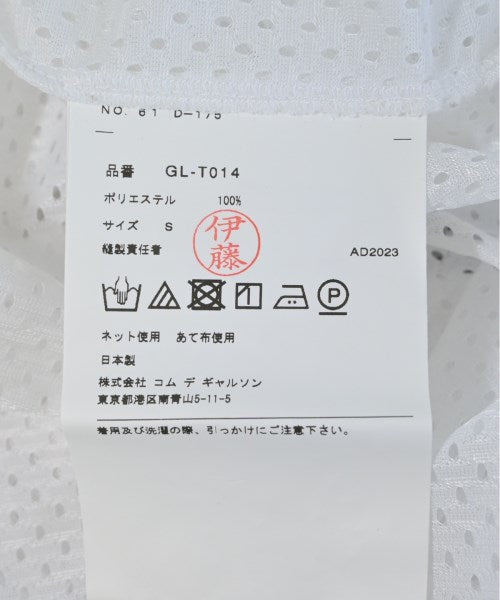 NO. 61 D-175
品番 GL-T014
ポリエステル 100%
サイズ S
縫製責任者 伊藤 AD2023
P
ネット使用 あて布使用
日本製
株式会社 コム デ ギャルソン
東京都港区南青山5-11-5
着用及び洗濯の際、引っかけにご注意下さい。